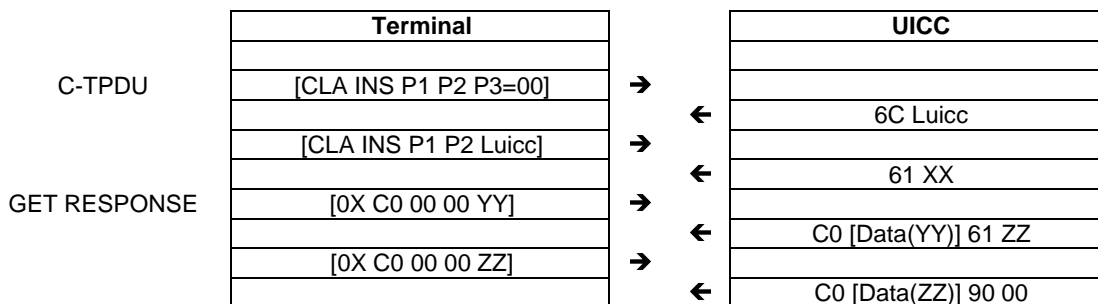 Terminal UICC
C-TPDU [CLA INS P1 P2 P3=00] →
← 6C Luicc
[CLA INS P1 P2 Luicc] →
← 61 XX
GET RESPONSE [0X C0 00 00 YY] →
← C0 [Data(YY)] 61 ZZ
[0X C0 00 00 ZZ] →
← C0 [Data(ZZ)] 90 00